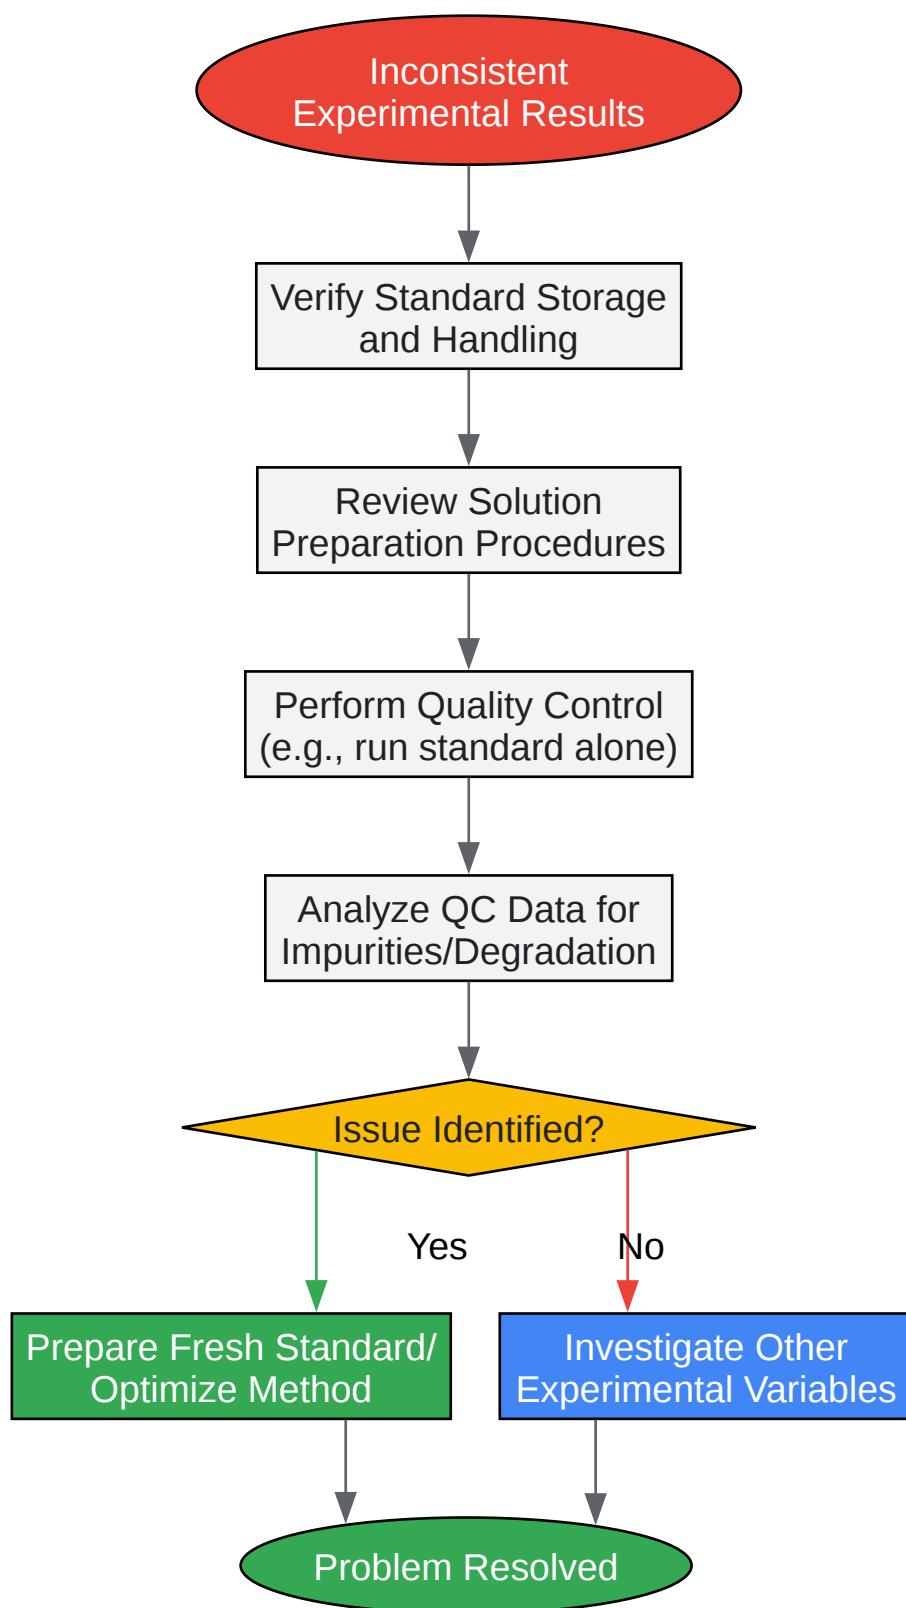 Inconsistent
Experimental Results
Verify Standard Storage
and Handling
Review Solution
Preparation Procedures
Perform Quality Control
(e.g., run standard alone)
Analyze QC Data for
Impurities/Degradation
Issue Identified?
Yes
No
Prepare Fresh Standard/
Optimize Method
Investigate Other
Experimental Variables
Problem Resolved